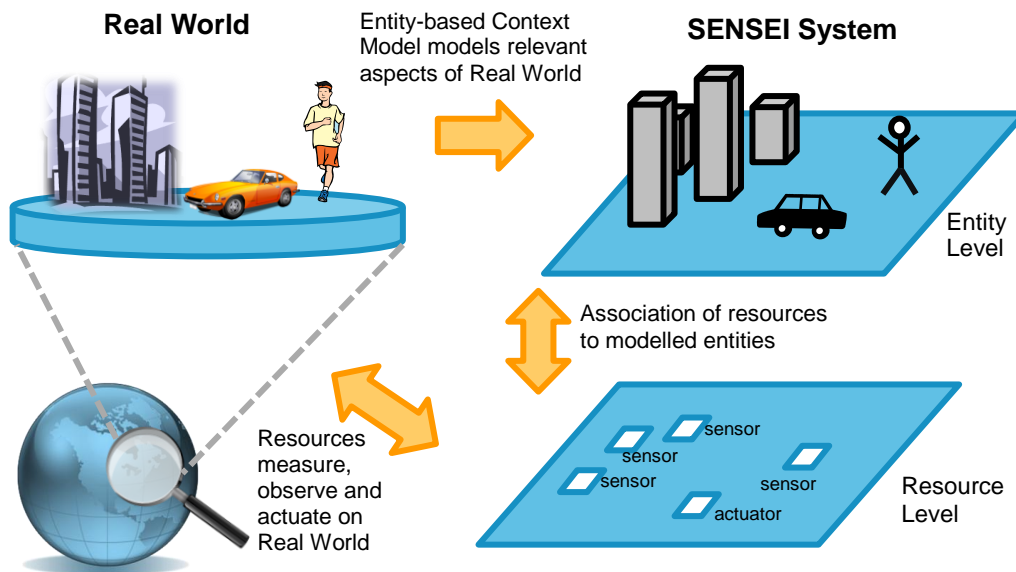 Real World
Entity-based Context
Model models relevant
aspects of Real World
SENSEI System
Entity
Level
Association of resources
to modelled entities
Resources
measure,
observe and
actuate on
Real World
sensor
sensor
sensor
sensor
actuator
Resource
Level